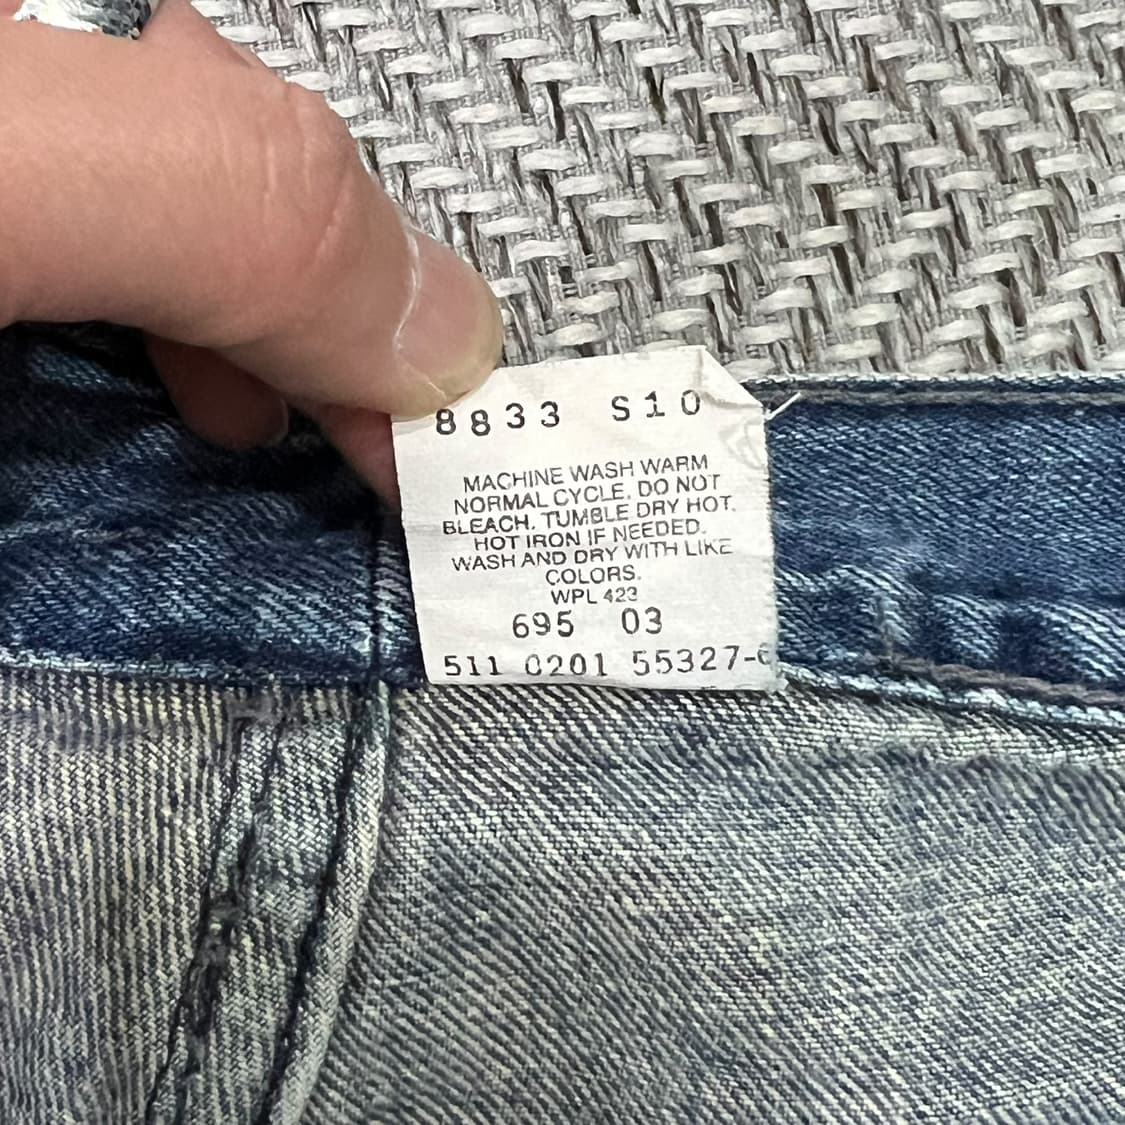 8833 S10
MACHINE WASH WARM
NORMAL CYCLE. DO NOT
BLEACH. TUMBLE DRY HOT.
HOT IRON IF NEEDED.
WASH AND DRY WITH LIKE
COLORS.
WPL 423
695 03
511 0201 55327-